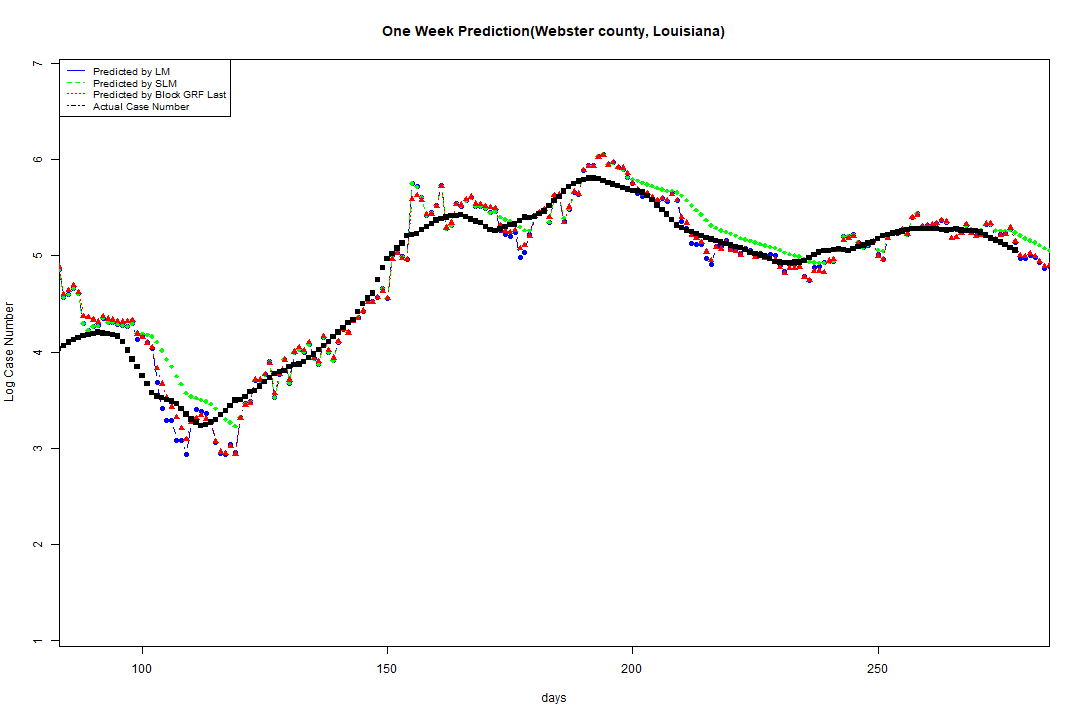 One Week Prediction(Webster county, Louisiana)
Predicted by LM
Predicted by SLM
Predicted by Block GRF Last
Actual Case Number
7
6
5
4
3
2
1
Log Case Number
100 150 200 250
days